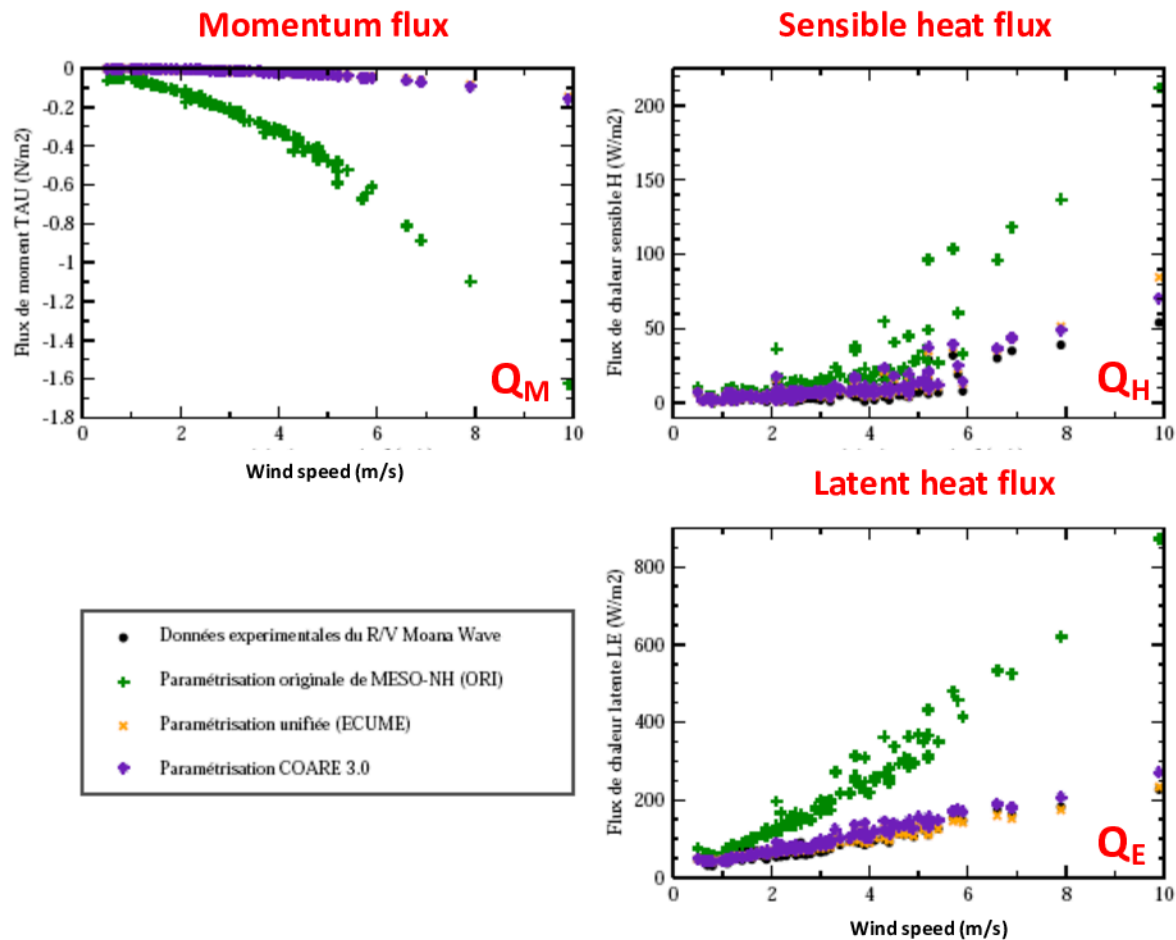 Momentum flux
Sensible heat flux
0
-0.2
-0.4
-0.6
-0.8
-1
-1.2
-1.4
-1.6
-1.8
Flux de moment TAU (N/m2)
0 2 4 6 8 10
Q_M
Wind speed (m/s)
200
150
100
50
0
Flux de chaleur sensible H (W/m2)
0 2 4 6 8 10
Q_H
Latent heat flux
800
600
400
200
0
Flux de chaleur latente LE (W/m2)
0 2 4 6 8 10
Q_E
Wind speed (m/s)
Données experimentales du R/V Moana Wave
Paramétrisation originale de MESO-NH (ORI)
Paramétrisation unifiée (ECUME)
Paramétrisation COARE 3.0